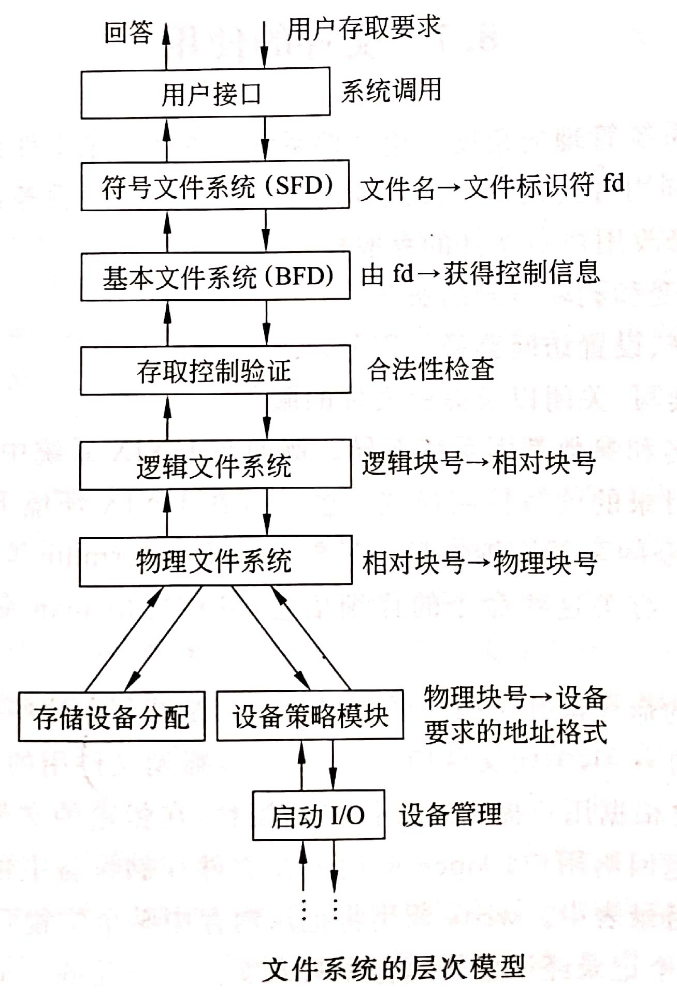 回答
用户存取要求
用户接口
系统调用
符号文件系统(SFD)
文件名→文件标识符 fd
基本文件系统(BFD)
由 fd→获得控制信息
存取控制验证
合法性检查
逻辑文件系统
逻辑块号→相对块号
物理文件系统
相对块号→物理块号
存储设备分配
设备策略模块
物理块号→设备
要求的地址格式
启动 I/O
设备管理
文件系统的层次模型